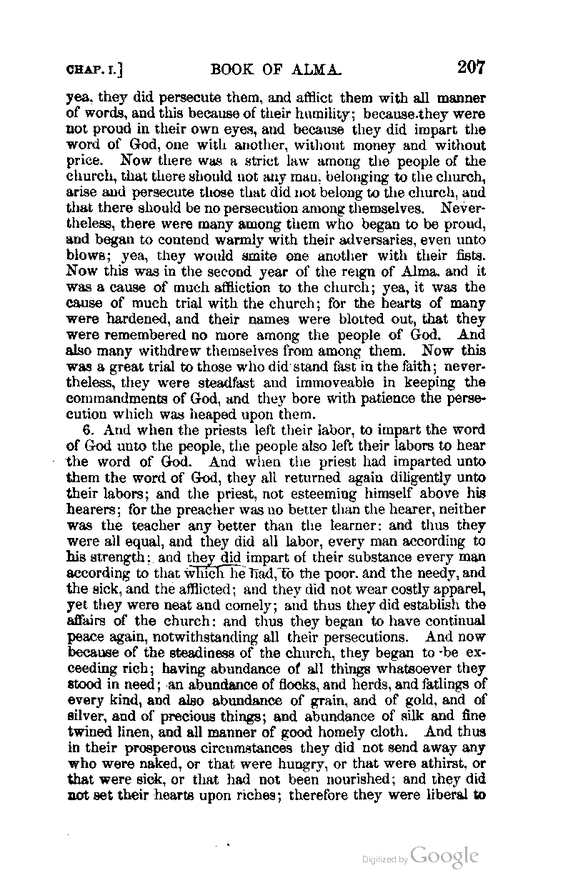 CHAP. I.] BOOK OF ALMA. 207
yea, they did persecute them, and afflict them with all manner
of words, and this because of their humility; because they were
not proud in their own eyes, and because they did impart the
word of God, one with another, without money and without
price. Now there was a strict law among the people of the
church, that there should not any man, belonging to the church,
arise and persecute those that did not belong to the church, and
that there should be no persecution among themselves. Never-
theless, there were many among them who began to be proud,
and began to contend warmly with their adversaries, even unto
blows; yea, they would smite one another with their fists.
Now this was in the second year of the reign of Alma, and it
was a cause of much affliction to the church; yea, it was the
cause of much trial with the church; for the hearts of many
were hardened, and their names were blotted out, that they
were remembered no more among the people of God. And
also many withdrew themselves from among them. Now this
was a great trial to those who did stand fast in the faith; never-
theless, they were steadfast and immoveable in keeping the
commandments of God, and they bore with patience the perse-
cution which was heaped upon them.
6. And when the priests left their labor, to impart the word
of God unto the people, the people also left their labors to hear
the word of God. And when the priest had imparted unto
them the word of God, they all returned again diligently unto
their labors; and the priest, not esteeming himself above his
hearers; for the preacher was no better than the hearer, neither
was the teacher any better than the learner: and thus they
were all equal, and they did all labor, every man according to
his strength; and they did impart of their substance every man
according to that which he had, to the poor, and the needy, and
the sick, and the afflicted; and they did not wear costly apparel,
yet they were neat and comely; and thus they did establish the
affairs of the church: and thus they began to have continual
peace again, notwithstanding all their persecutions. And now
because of the steadiness of the church, they began to be ex-
ceeding rich; having abundance of all things whatsoever they
stood in need; an abundance of flocks, and herds, and fatlings of
every kind, and also abundance of grain, and of gold, and of
silver, and of precious things; and abundance of silk and fine
twined linen, and all manner of good homely cloth. And thus
in their prosperous circumstances they did not send away any
who were naked, or that were hungry, or that were athirst, or
that were sick, or that had not been nourished; and they did
not set their hearts upon riches; therefore they were liberal to
Digitized by Google